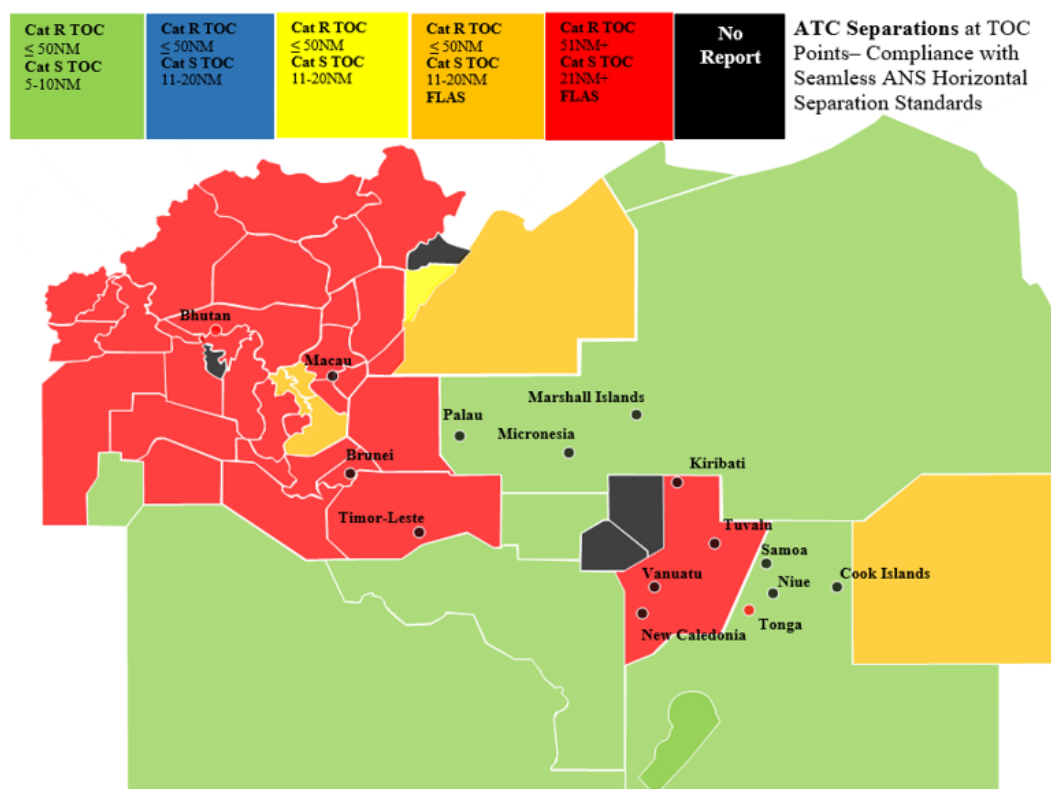 Cat R TOC
≤ 50NM
Cat S TOC
5-10NM
Cat R TOC
≤ 50NM
Cat S TOC
11-20NM
Cat R TOC
≤ 50NM
Cat S TOC
11-20NM
Cat R TOC
≤ 50NM
Cat S TOC
11-20NM
FLAS
Cat R TOC
51NM+
Cat S TOC
21NM+
FLAS
No
Report
ATC Separations at TOC
Points– Compliance with
Seamless ANS Horizontal
Separation Standards
Bhutan
Macau
Marshall Islands
Palau
Micronesia
Brunei
Kiribati
Timor-Leste
Tuvalu
Samoa
Vanuatu
Niue
Cook Islands
New Caledonia
Tonga